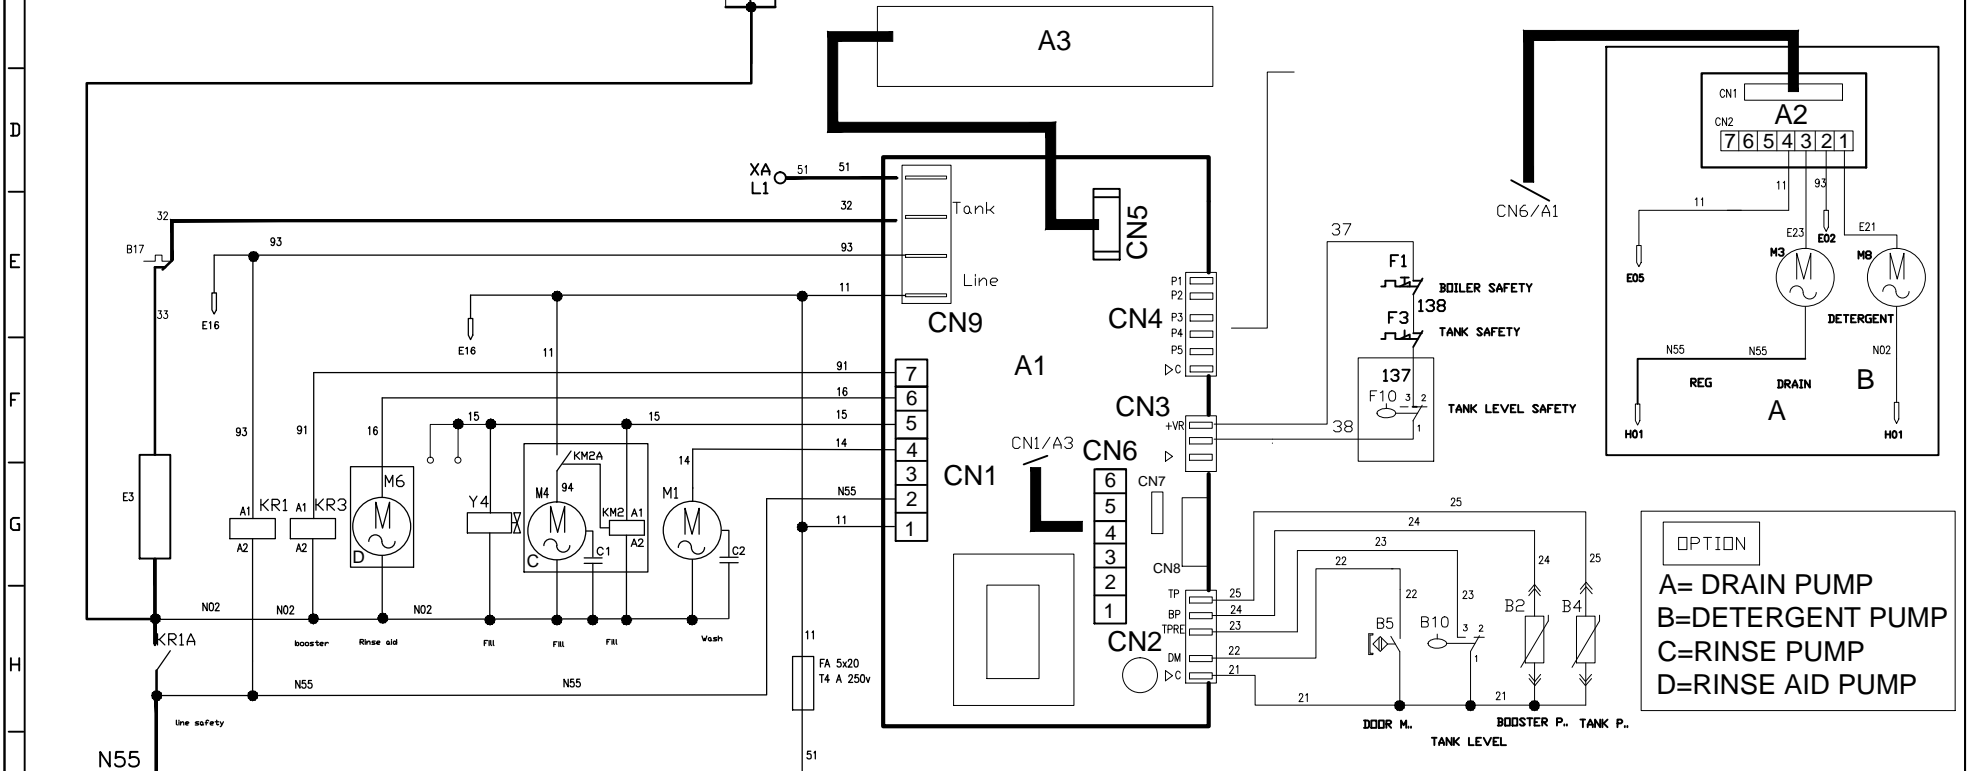 D
E
F
G
H
A3
XA
L1
51
51
32
32
B17
93
93
33
E16
11
E16
11
Tank
Line
CN9
CN5
A1
CN4
P1
P2
P3
P4
P5
C
CN3
+VR
CN1/A3
CN6
6
5
4
3
2
1
CN7
CN8
CN1
7
6
5
4
3
2
1
91
16
15
14
N55
11
93
91
16
15
15
14
E3
A1
KR1
A2
A1
KR3
A2
M6
M
D
Y4
KM2A
M4
94
M
C
C1
KM2
A1
A2
M1
M
C2
N02
N02
N02
booster
Rinse aid
Fill
Fill
Fill
Wash
KR1A
N55
N55
line safety
N55
11
FA 5x20
T4 A 250v
51
CN2
TP
BP
TPRE
DM
C
25
24
23
22
21
25
24
23
22
22
23
24
25
B5
B10
3
2
1
B2
B4
21
21
DOOR M..
TANK LEVEL
BOOSTER P..
TANK P..
37
F1
BOILER SAFETY
138
F3
TANK SAFETY
137
F10
3
2
1
TANK LEVEL SAFETY
38
CN6/A1
CN1
A2
CN2
7 6 5 4 3 2 1
11
93
11
E23
E02
E21
E05
M3
M
M8
M
DETERGENT
N55
N55
N02
REG
DRAIN
B
A
H01
H01
OPTION
A= DRAIN PUMP
B=DETERGENT PUMP
C=RINSE PUMP
D=RINSE AID PUMP